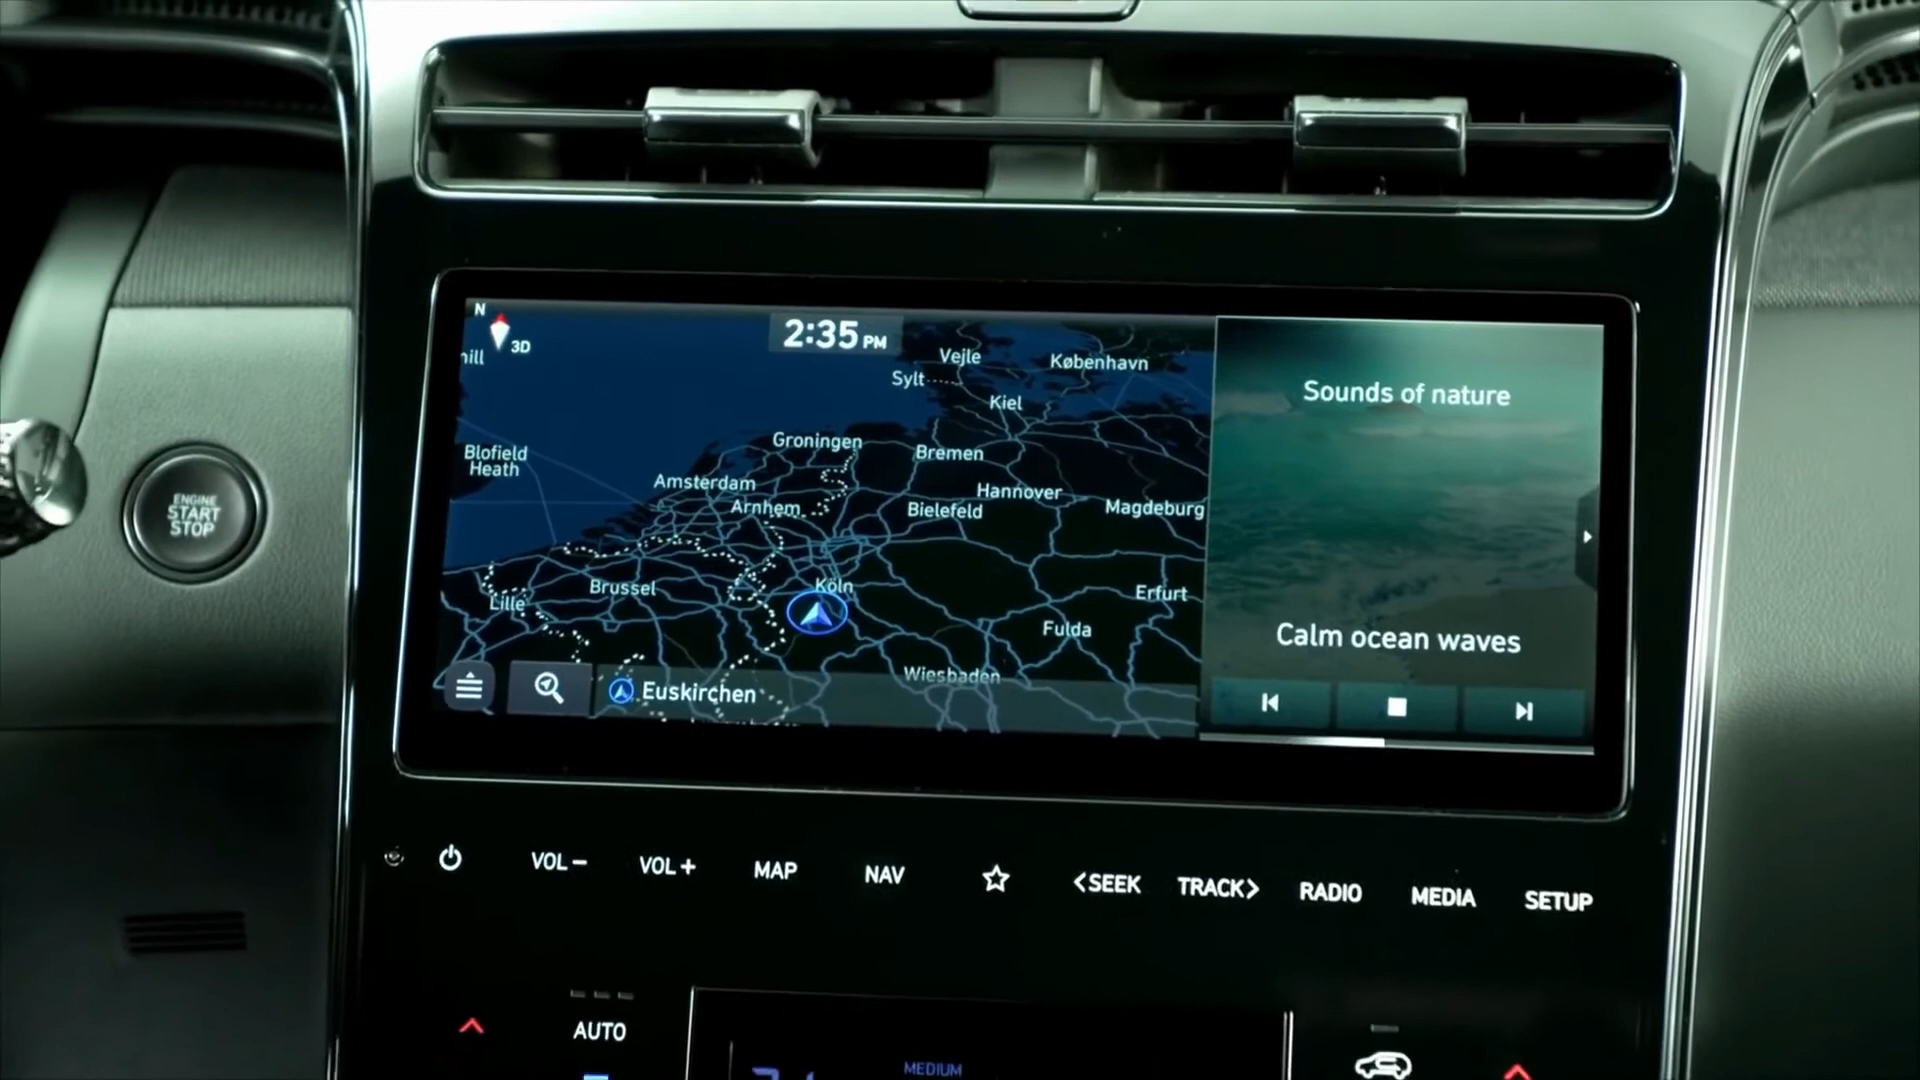 N
3D
hill
2:35 PM
Vejle
København
Sylt
Kiel
Groningen
Bremen
Blofield
Heath
Amsterdam
Arnhem
Hannover
Bielefeld
Magdeburg
Brussel
Köln
Lille
Erfurt
Fulda
Wiesbaden
Euskirchen
Sounds of nature
Calm ocean waves
ENGINE
START
STOP
VOL−
VOL+
MAP
NAV
<SEEK
TRACK>
RADIO
MEDIA
SETUP
AUTO
MEDIUM